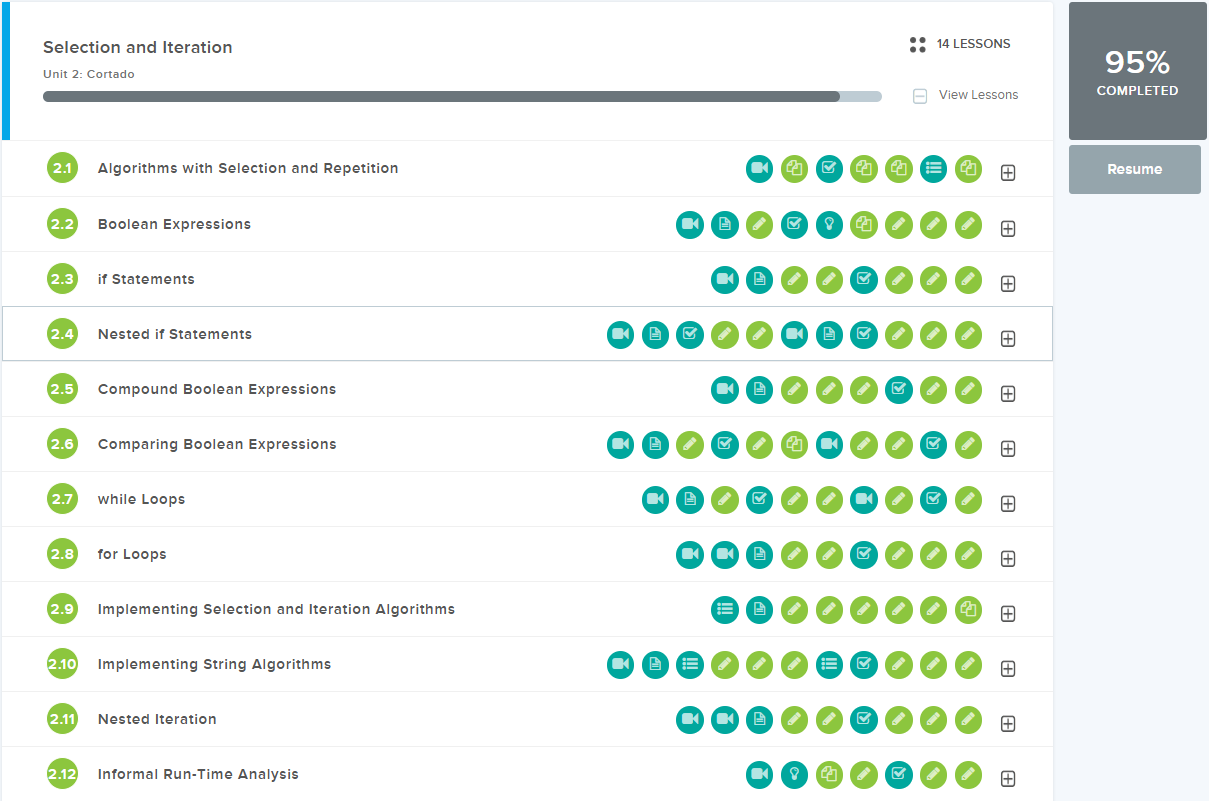 Selection and Iteration
14 LESSONS
Unit 2: Cortado
View Lessons
95%
COMPLETED
Resume
2.1 Algorithms with Selection and Repetition
2.2 Boolean Expressions
2.3 if Statements
2.4 Nested if Statements
2.5 Compound Boolean Expressions
2.6 Comparing Boolean Expressions
2.7 while Loops
2.8 for Loops
2.9 Implementing Selection and Iteration Algorithms
2.10 Implementing String Algorithms
2.11 Nested Iteration
2.12 Informal Run-Time Analysis